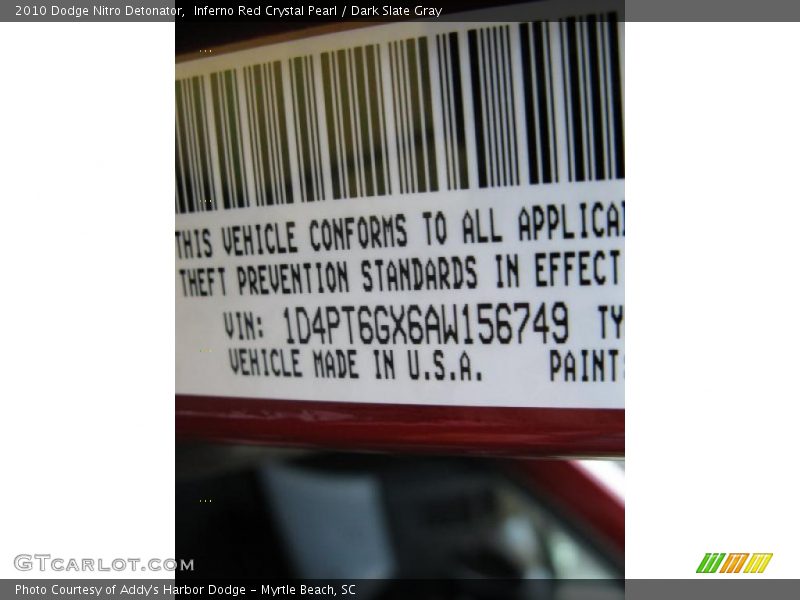 2010 Dodge Nitro Detonator, Inferno Red Crystal Pearl / Dark Slate Gray
THIS VEHICLE CONFORMS TO ALL APPLICA
THEFT PREVENTION STANDARDS IN EFFECT
VIN: 1D4PT6GX6AW156749 TY
VEHICLE MADE IN U.S.A. PAINT:
GTCARLOT.COM
Photo Courtesy of Addy's Harbor Dodge - Myrtle Beach, SC